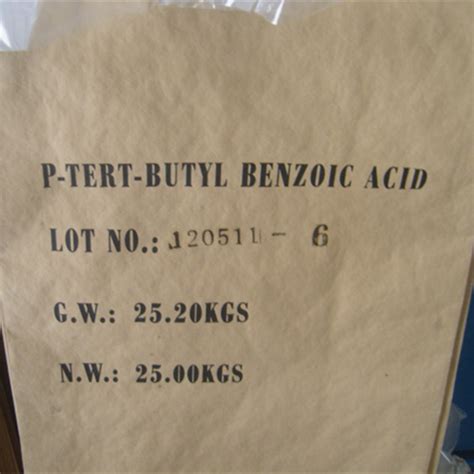 P-TERT-BUTYL BENZOIC ACID
LOT NO.: 120511 - 6
G.W.: 25.20KGS
N.W.: 25.00KGS